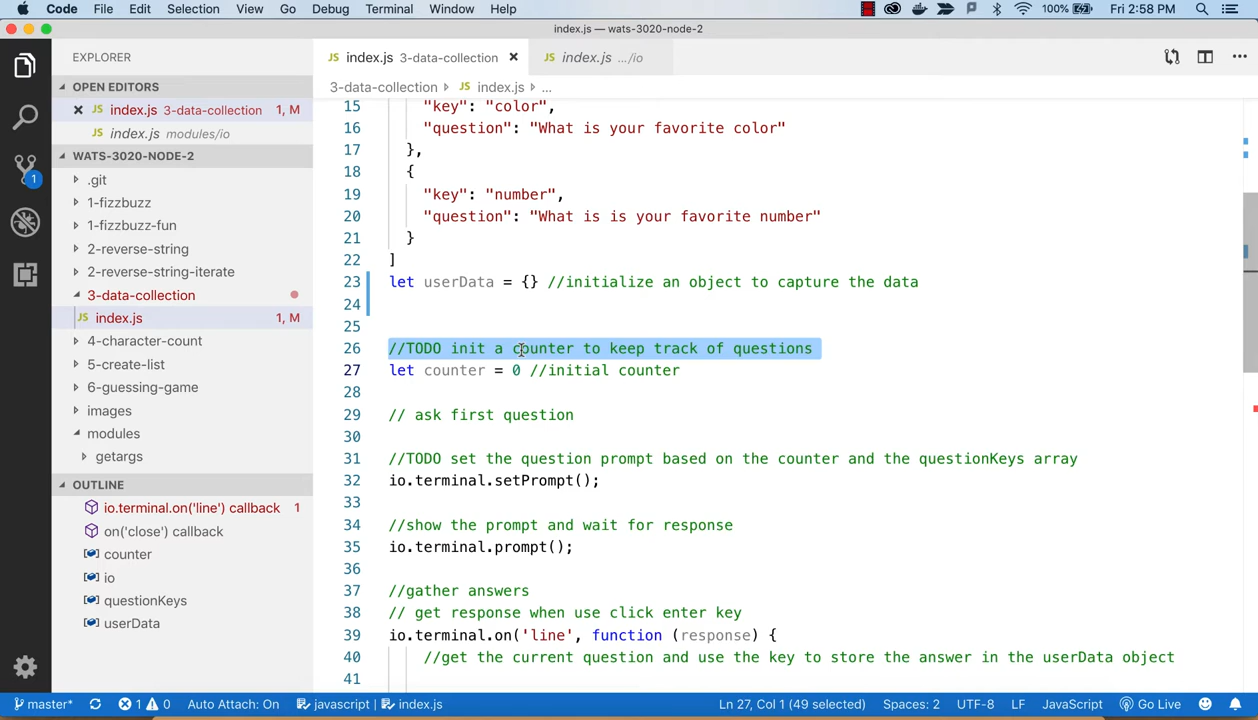 Code File Edit Selection View Go Debug Terminal Window Help 100% Fri 2:58 PM
index.js — wats-3020-node-2
EXPLORER
OPEN EDITORS
index.js 3-data-collection 1, M
index.js modules/io
WATS-3020-NODE-2
.git
1-fizzbuzz
1-fizzbuzz-fun
2-reverse-string
2-reverse-string-iterate
3-data-collection
JS index.js 1, M
4-character-count
5-create-list
6-guessing-game
images
modules
getargs
OUTLINE
io.terminal.on('line') callback 1
on('close') callback
counter
io
questionKeys
userData
JS index.js 3-data-collection
JS index.js .../io
3-data-collection JS index.js ...
15 "key": "color",
16 "question": "What is your favorite color"
17 },
18 {
19 "key": "number",
20 "question": "What is is your favorite number"
21 }
22 ]
23 let userData = {} //initialize an object to capture the data
24
25
26 //TODO init a counter to keep track of questions
27 let counter = 0 //initial counter
28
29 // ask first question
30
31 //TODO set the question prompt based on the counter and the questionKeys array
32 io.terminal.setPrompt();
33
34 //show the prompt and wait for response
35 io.terminal.prompt();
36
37 //gather answers
38 // get response when use click enter key
39 io.terminal.on('line', function (response) {
40 //get the current question and use the key to store the answer in the userData object
41
master* 1 0 Auto Attach: On javascript index.js Ln 27, Col 1 (49 selected) Spaces: 2 UTF-8 LF JavaScript Go Live